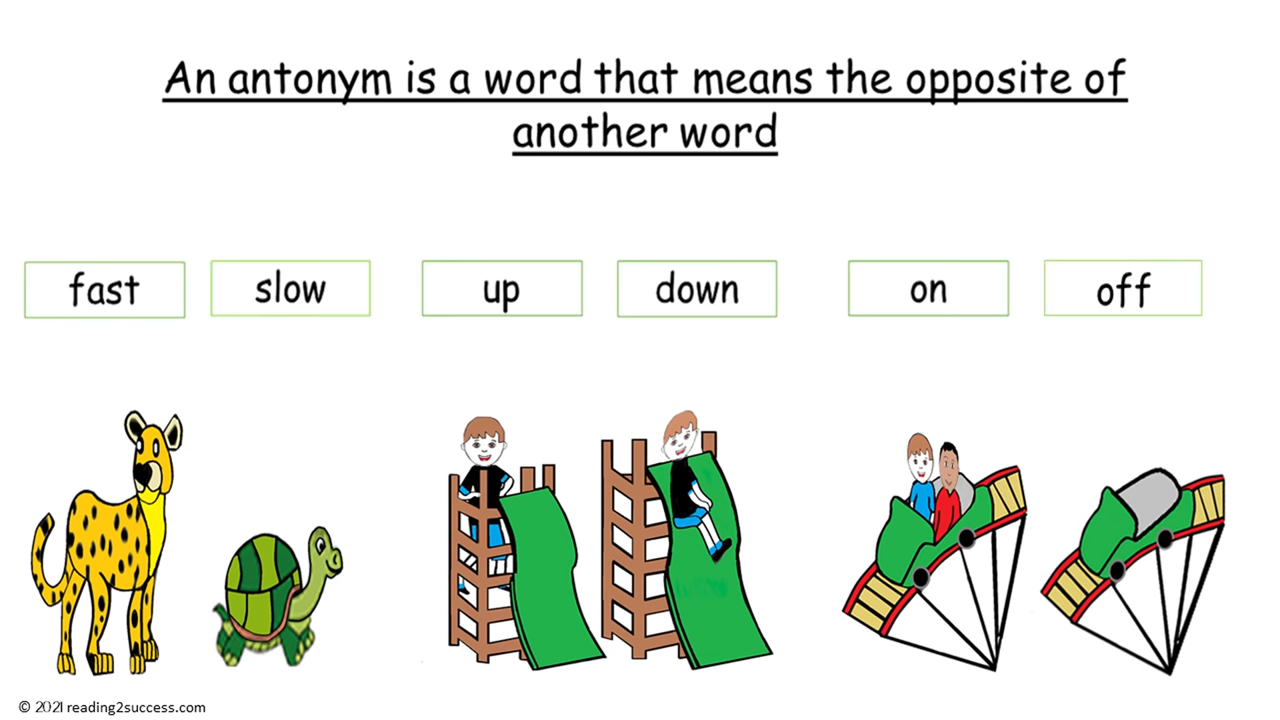 An antonym is a word that means the opposite of
another word
fast slow up down on off
© 2021 reading2success.com